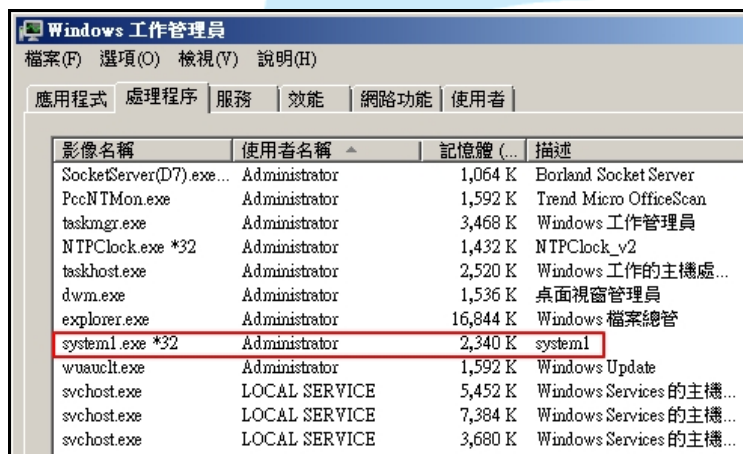 Windows 工作管理員
檔案(F) 選項(O) 檢視(V) 說明(H)
應用程式 處理程序 服務 效能 網路功能 使用者
影像名稱 使用者名稱 記憶體 (... 描述
SocketServer(D7).exe... Administrator 1,064 K Borland Socket Server
PccNTMon.exe Administrator 1,592 K Trend Micro OfficeScan
taskmgr.exe Administrator 3,468 K Windows 工作管理員
NTPClock.exe *32 Administrator 1,432 K NTPClock_v2
taskhost.exe Administrator 2,520 K Windows 工作的主機處...
dwm.exe Administrator 1,536 K 桌面視窗管理員
explorer.exe Administrator 16,844 K Windows 檔案總管
system1.exe *32 Administrator 2,340 K system1
wuauclt.exe Administrator 1,592 K Windows Update
svchost.exe LOCAL SERVICE 5,452 K Windows Services 的主機...
svchost.exe LOCAL SERVICE 7,384 K Windows Services 的主機...
svchost.exe LOCAL SERVICE 3,680 K Windows Services 的主機...